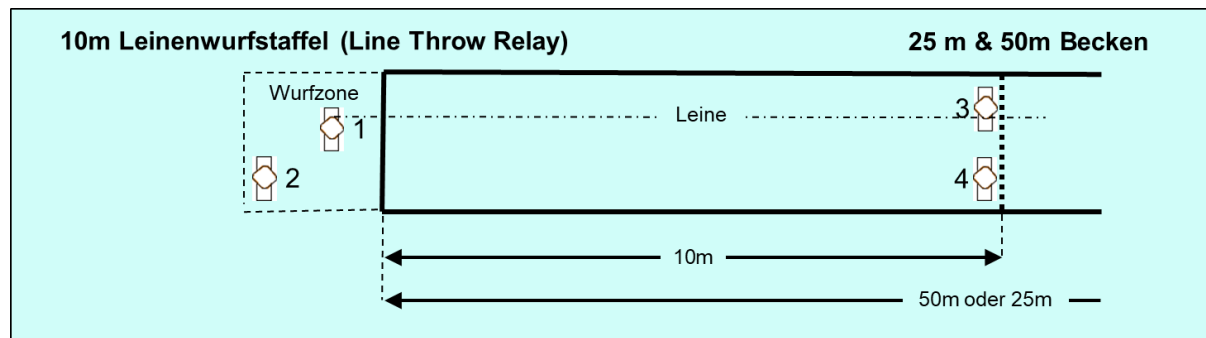 10m Leinenwurfstaffel (Line Throw Relay)
25 m & 50m Becken
Wurfzone
1
2
Leine
3
4
10m
50m oder 25m